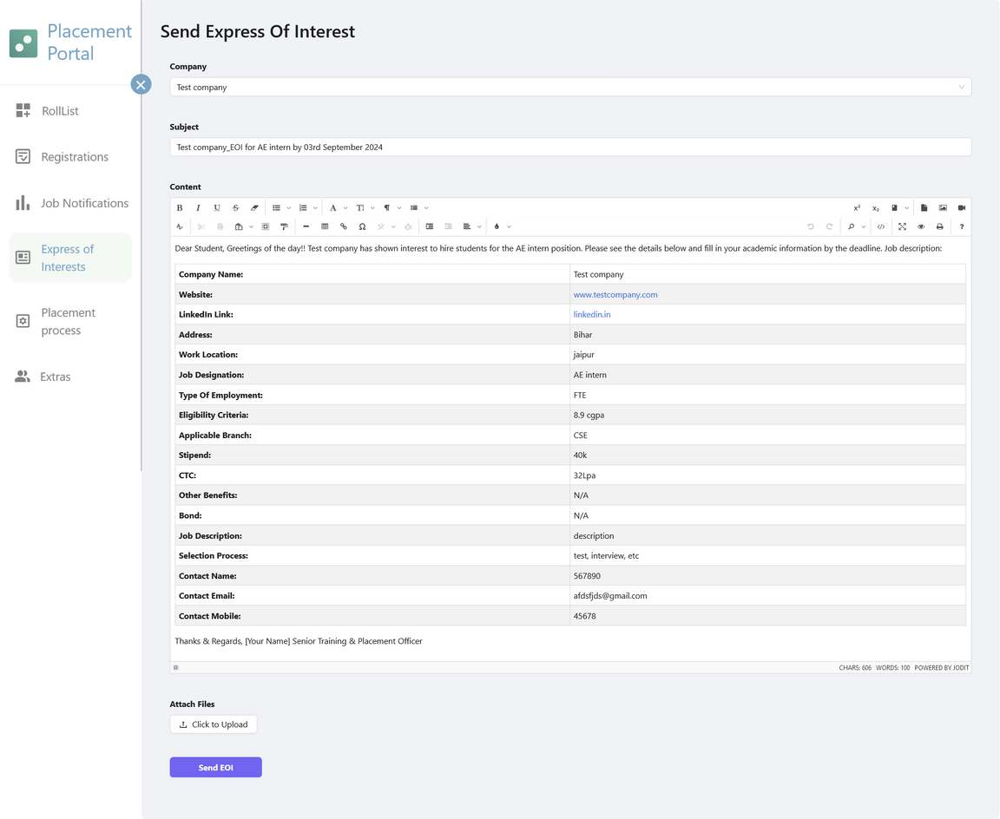 Placement
Portal
RollList
Registrations
Job Notifications
Express of
Interests
Placement
process
Extras
Send Express Of Interest
Company
Test company
Subject
Test company_EOI for AE intern by 03rd September 2024
Content
Dear Student, Greetings of the day!! Test company has shown interest to hire students for the AE intern position. Please see the details below and fill in your academic information by the deadline. Job description:
Company Name: Test company
Website: www.testcompany.com
LinkedIn Link: linkedin.in
Address: Bihar
Work Location: jaipur
Job Designation: AE intern
Type Of Employment: FTE
Eligibility Criteria: 8.9 cgpa
Applicable Branch: CSE
Stipend: 40k
CTC: 32Lpa
Other Benefits: N/A
Bond: N/A
Job Description: description
Selection Process: test, interview, etc
Contact Name: 567890
Contact Email: afdsfjds@gmail.com
Contact Mobile: 45678
Thanks & Regards, [Your Name] Senior Training & Placement Officer
CHARS: 606 WORDS: 100 POWERED BY JODIT
Attach Files
Click to Upload
Send EOI